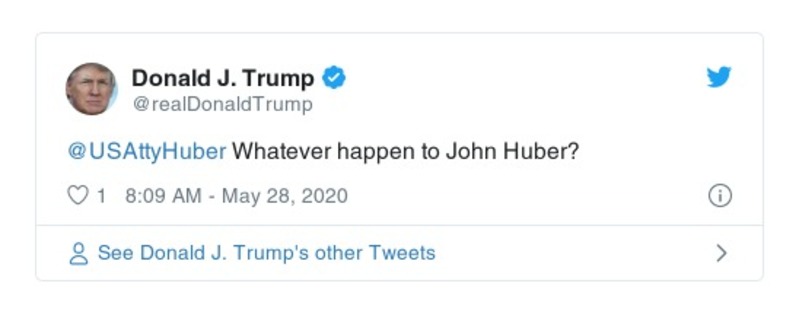 Donald J. Trump
@realDonaldTrump
@USAttyHuber Whatever happen to John Huber?
1 8:09 AM - May 28, 2020
See Donald J. Trump's other Tweets